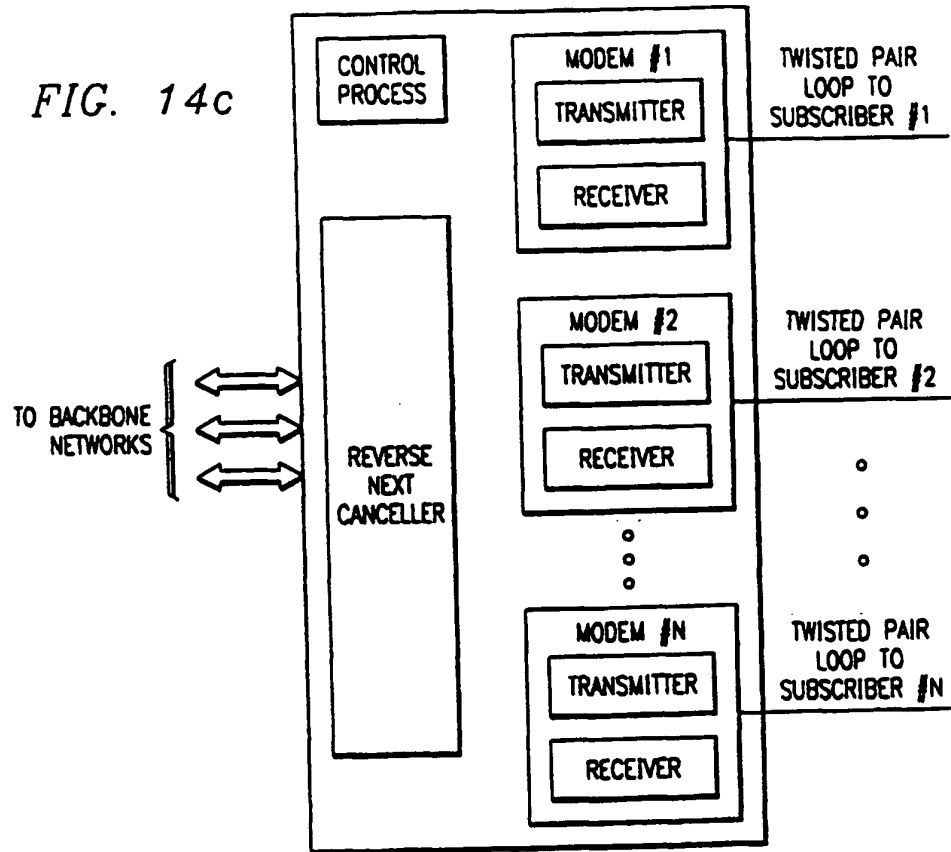 FIG. 14c
CONTROL
PROCESS
MODEM #1
TRANSMITTER
RECEIVER
TWISTED PAIR
LOOP TO
SUBSCRIBER #1
MODEM #2
TRANSMITTER
RECEIVER
TWISTED PAIR
LOOP TO
SUBSCRIBER #2
TO BACKBONE
NETWORKS
REVERSE
NEXT
CANCELLER
MODEM #N
TRANSMITTER
RECEIVER
TWISTED PAIR
LOOP TO
SUBSCRIBER #N